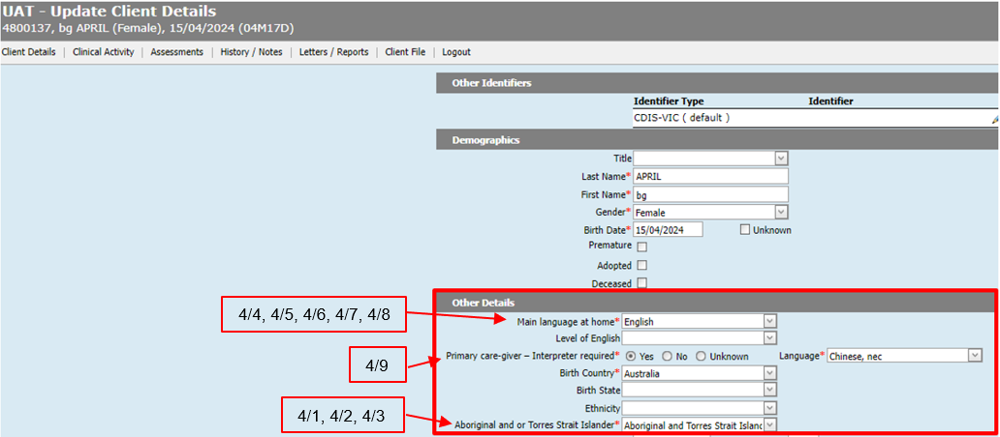 UAT - Update Client Details
4800137, bg APRIL (Female), 15/04/2024 (04M17D)
Client Details | Clinical Activity | Assessments | History / Notes | Letters / Reports | Client File | Logout
Other Identifiers
Identifier Type Identifier
CDIS-VIC ( default )
Demographics
Title
Last Name* APRIL
First Name* bg
Gender* Female
Birth Date* 15/04/2024 Unknown
Premature
Adopted
Deceased
Other Details
4/4, 4/5, 4/6, 4/7, 4/8
Main language at home* English
Level of English
Primary care-giver – Interpreter required* Yes No Unknown Language* Chinese, nec
4/9
Birth Country* Australia
Birth State
Ethnicity
4/1, 4/2, 4/3
Aboriginal and or Torres Strait Islander* Aboriginal and Torres Strait Islanc